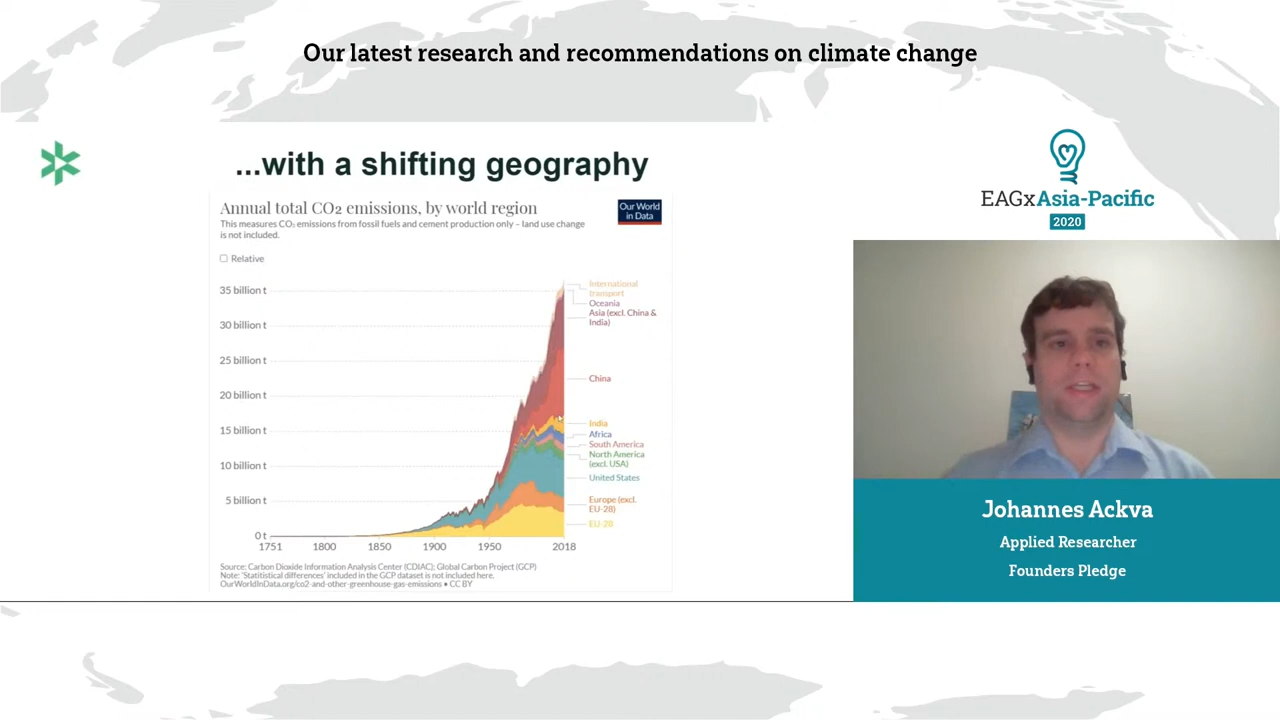 Our latest research and recommendations on climate change
...with a shifting geography
Annual total CO₂ emissions, by world region
This measures CO₂ emissions from fossil fuels and cement production only – land use change
is not included.
Our World
in Data
Relative
35 billion t
30 billion t
25 billion t
20 billion t
15 billion t
10 billion t
5 billion t
0 t
1751
1800
1850
1900
1950
2018
International
transport
Oceania
Asia (excl. China &
India)
China
India
Africa
South America
North America
(excl. USA)
United States
Europe (excl.
EU-28)
EU-28
Source: Carbon Dioxide Information Analysis Center (CDIAC); Global Carbon Project (GCP)
Note: 'Statistical differences' included in the GCP dataset is not included here.
OurWorldInData.org/co2-and-other-greenhouse-gas-emissions • CC BY
EAGxAsia-Pacific
2020
Johannes Ackva
Applied Researcher
Founders Pledge